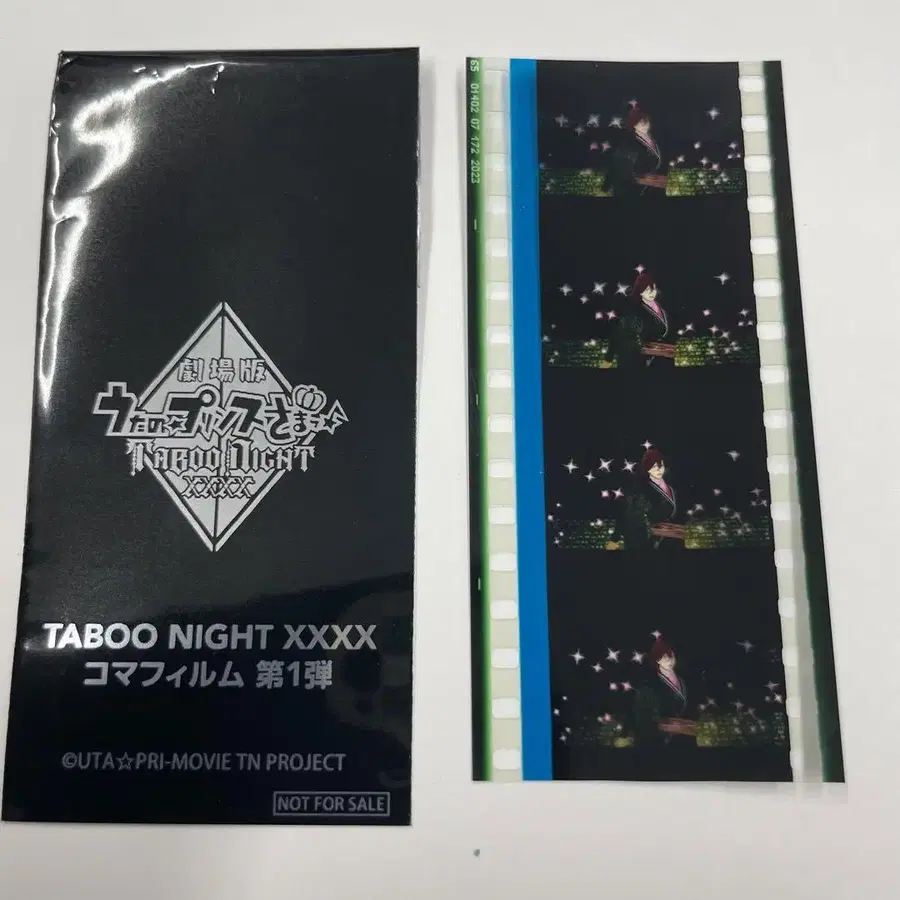 劇場版
うたの☆プリンスさまっ♪
TABOO NIGHT
XXXX
TABOO NIGHT XXXX
コマフィルム 第1弾
©UTA☆PRI-MOVIE TN PROJECT
NOT FOR SALE
65 01402 07 472 2023